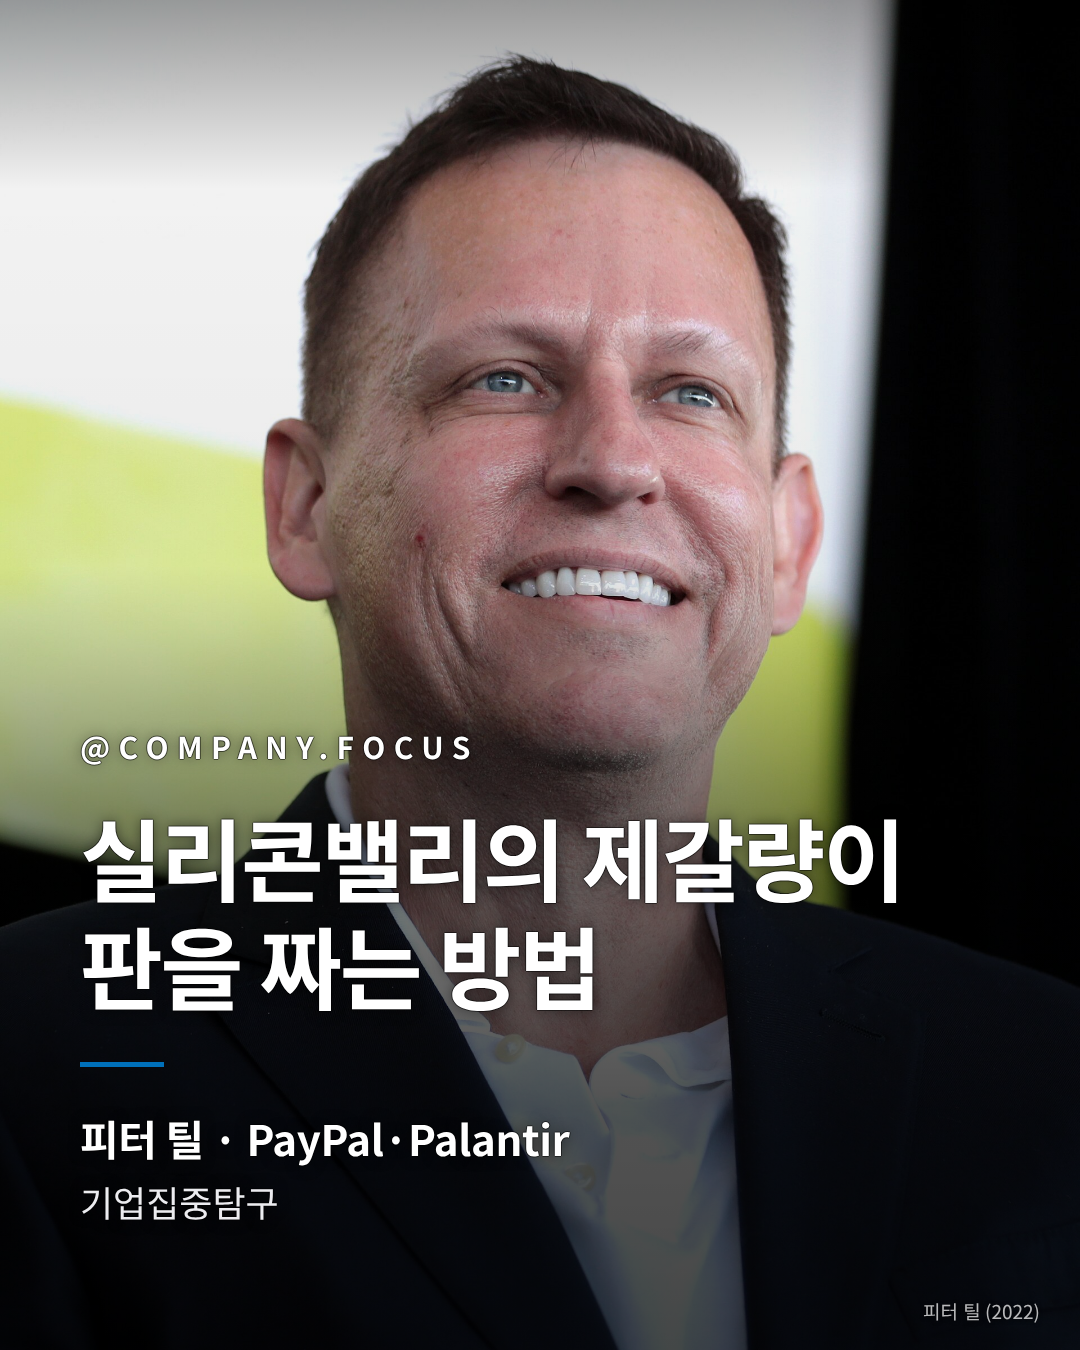 @COMPANY.FOCUS
실리콘밸리의 제갈량이
판을 짜는 방법
피터 틸 · PayPal·Palantir
기업집중탐구
피터 틸 (2022)